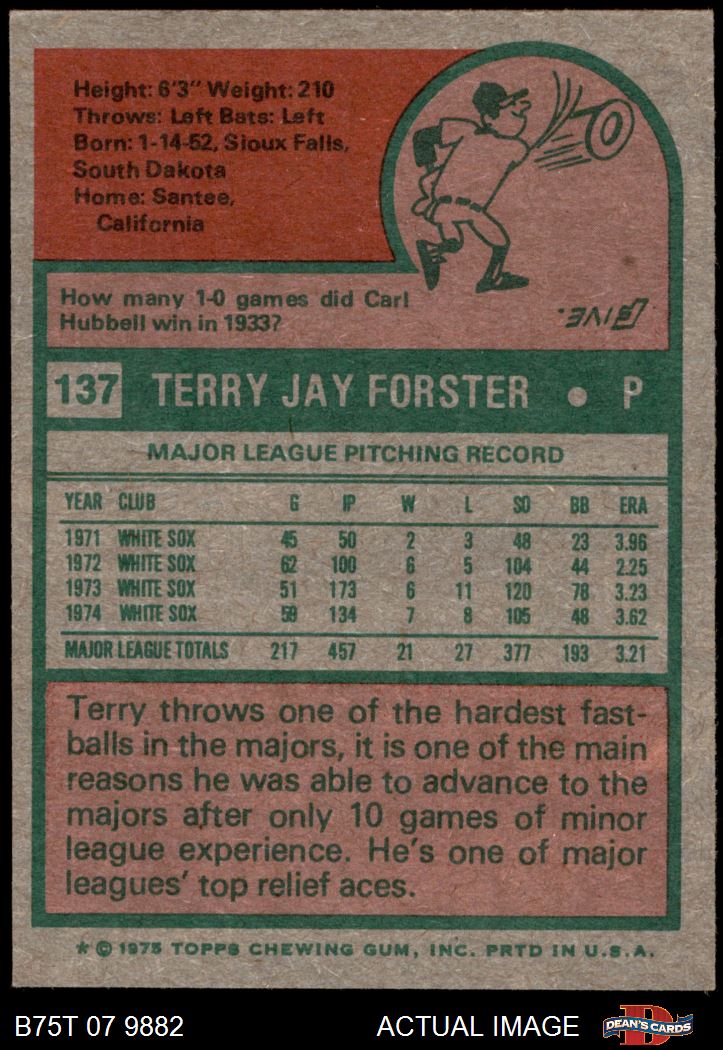 Height: 6'3" Weight: 210
Throws: Left Bats: Left
Born: 1-14-52, Sioux Falls,
South Dakota
Home: Santee,
California
How many 1-0 games did Carl
Hubbell win in 1933?
FIVE.
137 TERRY JAY FORSTER • P
MAJOR LEAGUE PITCHING RECORD
YEAR CLUB G IP W L SO BB ERA
1971 WHITE SOX 45 50 2 3 48 23 3.96
1972 WHITE SOX 62 100 6 5 104 44 2.25
1973 WHITE SOX 51 173 6 11 120 78 3.23
1974 WHITE SOX 59 134 7 8 105 48 3.62
MAJOR LEAGUE TOTALS 217 457 21 27 377 193 3.21
Terry throws one of the hardest fast-
balls in the majors, it is one of the main
reasons he was able to advance to the
majors after only 10 games of minor
league experience. He's one of major
leagues' top relief aces.
* © 1975 TOPPS CHEWING GUM, INC. PRTD IN U.S.A.
B75T 07 9882 ACTUAL IMAGE D DEAN'S CARDS